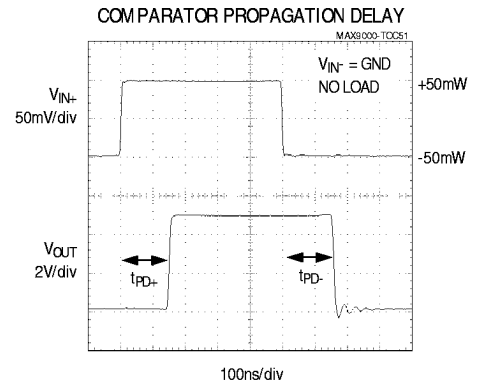 COMPARATOR PROPAGATION DELAY
MAX9000-TOC51
VIN- = GND
NO LOAD
VIN+
50mV/div
+50mW
-50mW
VOUT
2V/div
tPD+
tPD-
100ns/div